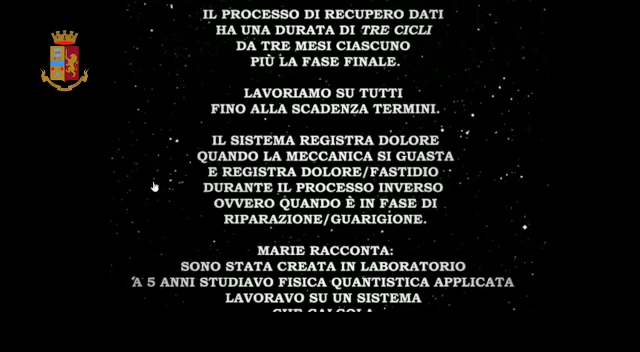 IL PROCESSO DI RECUPERO DATI
HA UNA DURATA DI TRE CICLI
DA TRE MESI CIASCUNO
PIÙ LA FASE FINALE.
LAVORIAMO SU TUTTI
FINO ALLA SCADENZA TERMINI.
IL SISTEMA REGISTRA DOLORE
QUANDO LA MECCANICA SI GUASTA
E REGISTRA DOLORE/FASTIDIO
DURANTE IL PROCESSO INVERSO
OVVERO QUANDO È IN FASE DI
RIPARAZIONE/GUARIGIONE.
MARIE RACCONTA:
SONO STATA CREATA IN LABORATORIO
A 5 ANNI STUDIAVO FISICA QUANTISTICA APPLICATA
LAVORAVO SU UN SISTEMA
CHE CALCOLA